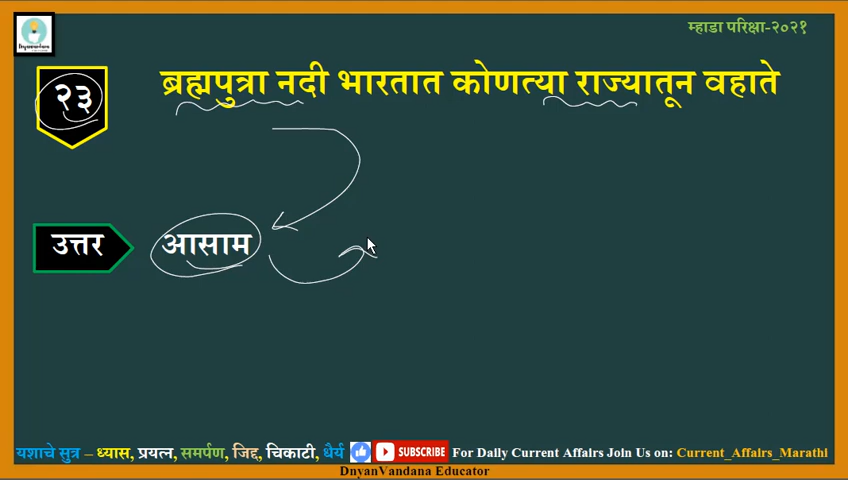 Dnyanvandana
म्हाडा परिक्षा-२०२१
२३
ब्रह्मपुत्रा नदी भारतात कोणत्या राज्यातून वहाते
उत्तर
आसाम
यशाचे सुत्र – ध्यास, प्रयत्न, समर्पण, जिद्द, चिकाटी, धैर्य SUBSCRIBE For Daily Current Affairs Join Us on: Current_Affairs_Marathi
DnyanVandana Educator